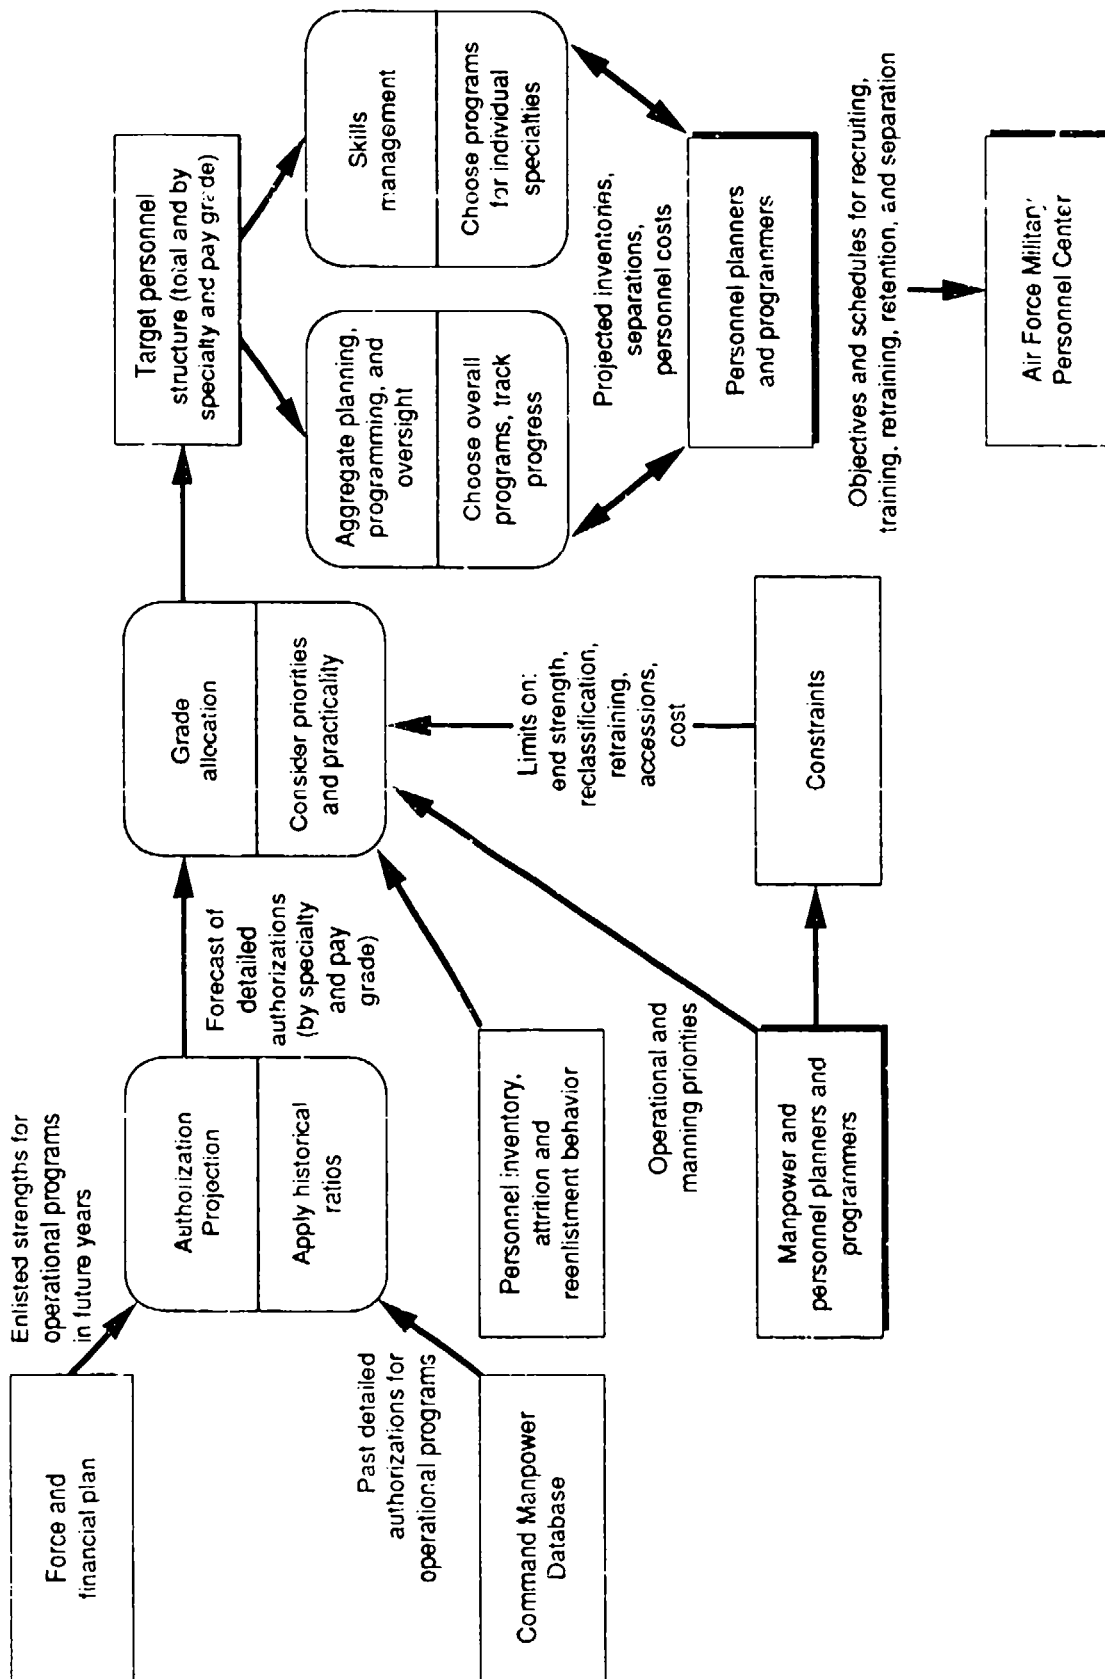 Force and
financial plan
Enlisted strengths for
operational programs
in future years
Past detailed
authorizations for
operational programs
Command Manpower
Database
Authorization
Projection
Apply historical
ratios
Forecast of
detailed
authorizations
(by specialty
and pay
grade)
Personnel inventory,
attrition and
reenlistment behavior
Operational and
manning priorities
Manpower and
personnel planners and
programmers
Grade
allocation
Consider priorities
and practicality
Limits on:
end strength,
reclassification,
retraining,
accessions,
cost
Constraints
Target personnel
structure (total and by
specialty and pay grade)
Aggregate planning,
programming, and
oversight
Choose overall
programs, track
progress
Skills
management
Choose programs
for individual
specialties
Projected inventories,
separations,
personnel costs
Personnel planners
and programmers
Objectives and schedules for recruiting,
training, retraining, retention, and separation
Air Force Military
Personnel Center